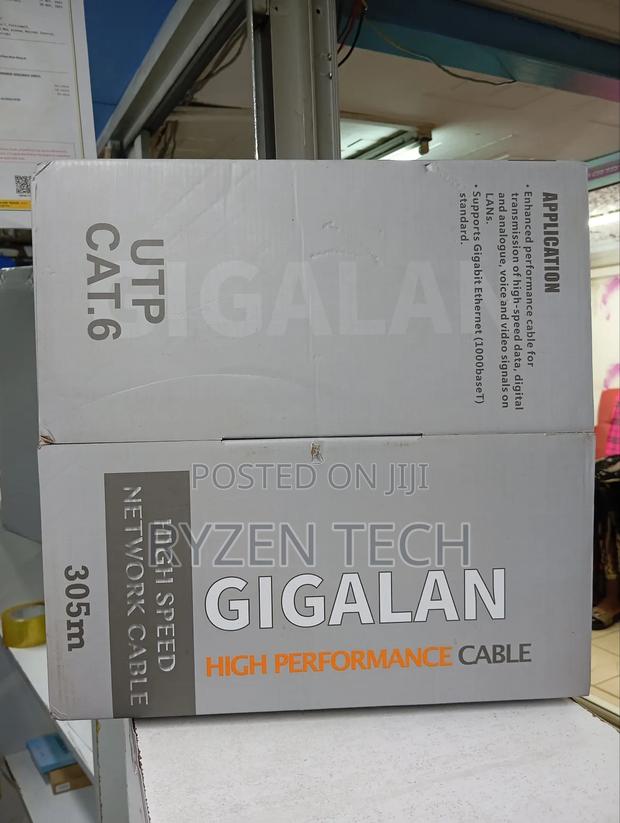 APPLICATION
• Enhanced performance cable for
transmission of high-speed data, digital
and analogue, voice and video signals on
LANs.
• Supports Gigabit Ethernet (1000baseT)
standard.
UTP
CAT.6
POSTED ON JIJI
RYZEN TECH
HIGH SPEED
NETWORK CABLE
305m
GIGALAN
HIGH PERFORMANCE CABLE